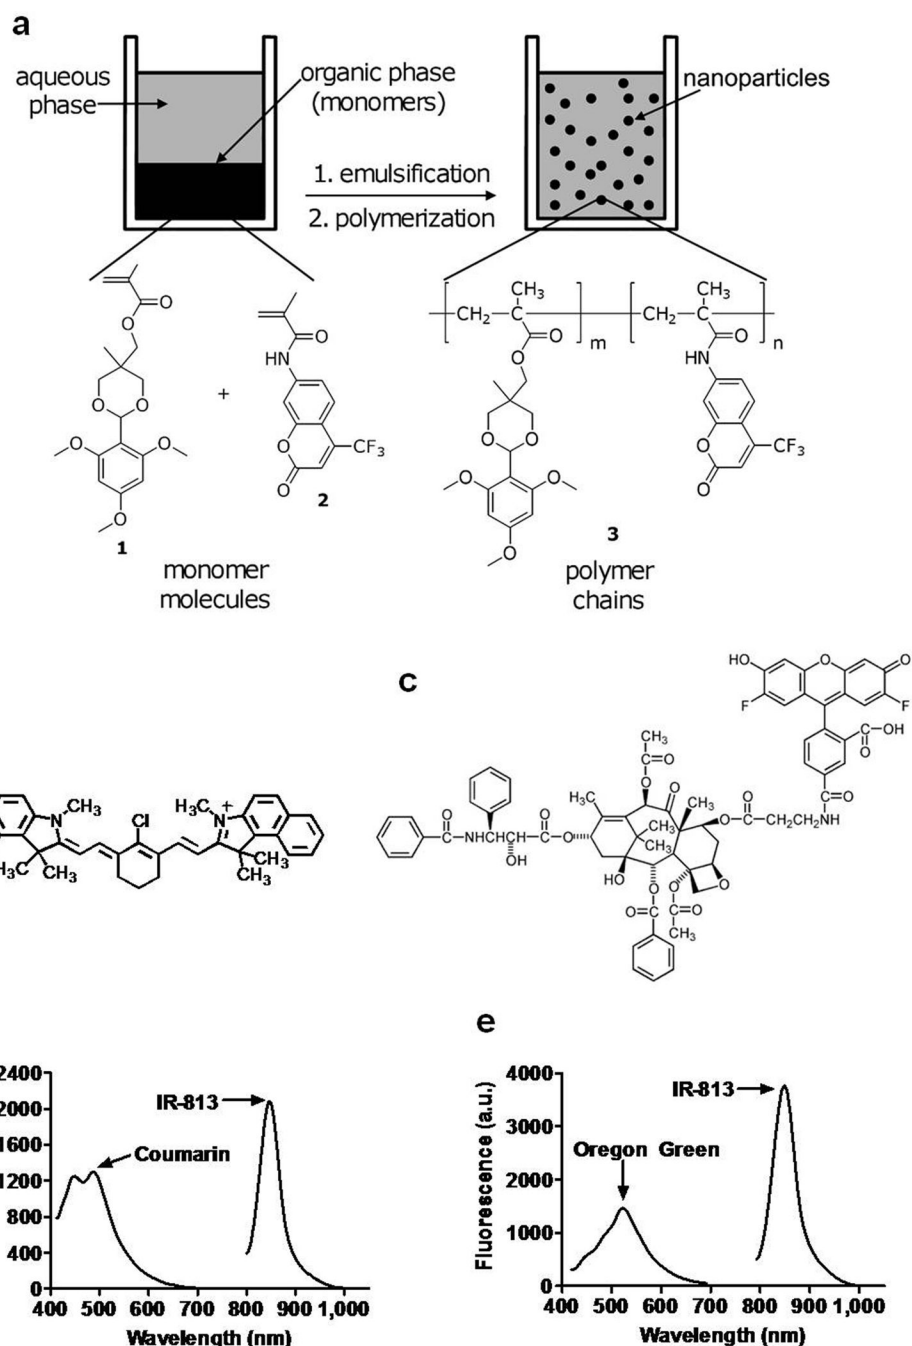 a
aqueous
phase
organic phase
(monomers)
nanoparticles
1. emulsification
2. polymerization
O
O
O
O
O
O
O
1
+
O
HN
O
O
CF₃
2
monomer
molecules
CH₃
CH₂
C
O
O
m
O
O
O
O
O
CH₃
CH₂
C
O
n
HN
O
O
CF₃
3
polymer
chains
N
CH₃
Cl
H₃C
N
+
H₃C
CH₃
CH₃
CH₃
c
HO
O
O
F
F
C
OH
O
C
O
CH₂CH₂NH
C
O
O
CH₃
C
O
O
O
H₃C
CH₃
CH₃
CH₃
O
C
NH
CH
CH
C
O
OH
O
HO
O
O
O
O
C
C
O
CH₃
2400
2000
1600
1200
800
400
0
IR-813
Coumarin
400 500 600 700 800 900 1,000
Wavelength (nm)
e
Fluorescence (a.u.)
4000
3000
2000
1000
0
IR-813
Oregon Green
400 500 600 700 800 900 1,000
Wavelength (nm)